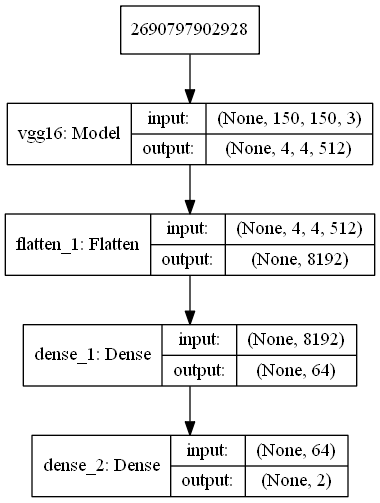 2690797902928
vgg16: Model
input: (None, 150, 150, 3)
output: (None, 4, 4, 512)
flatten_1: Flatten
input: (None, 4, 4, 512)
output: (None, 8192)
dense_1: Dense
input: (None, 8192)
output: (None, 64)
dense_2: Dense
input: (None, 64)
output: (None, 2)